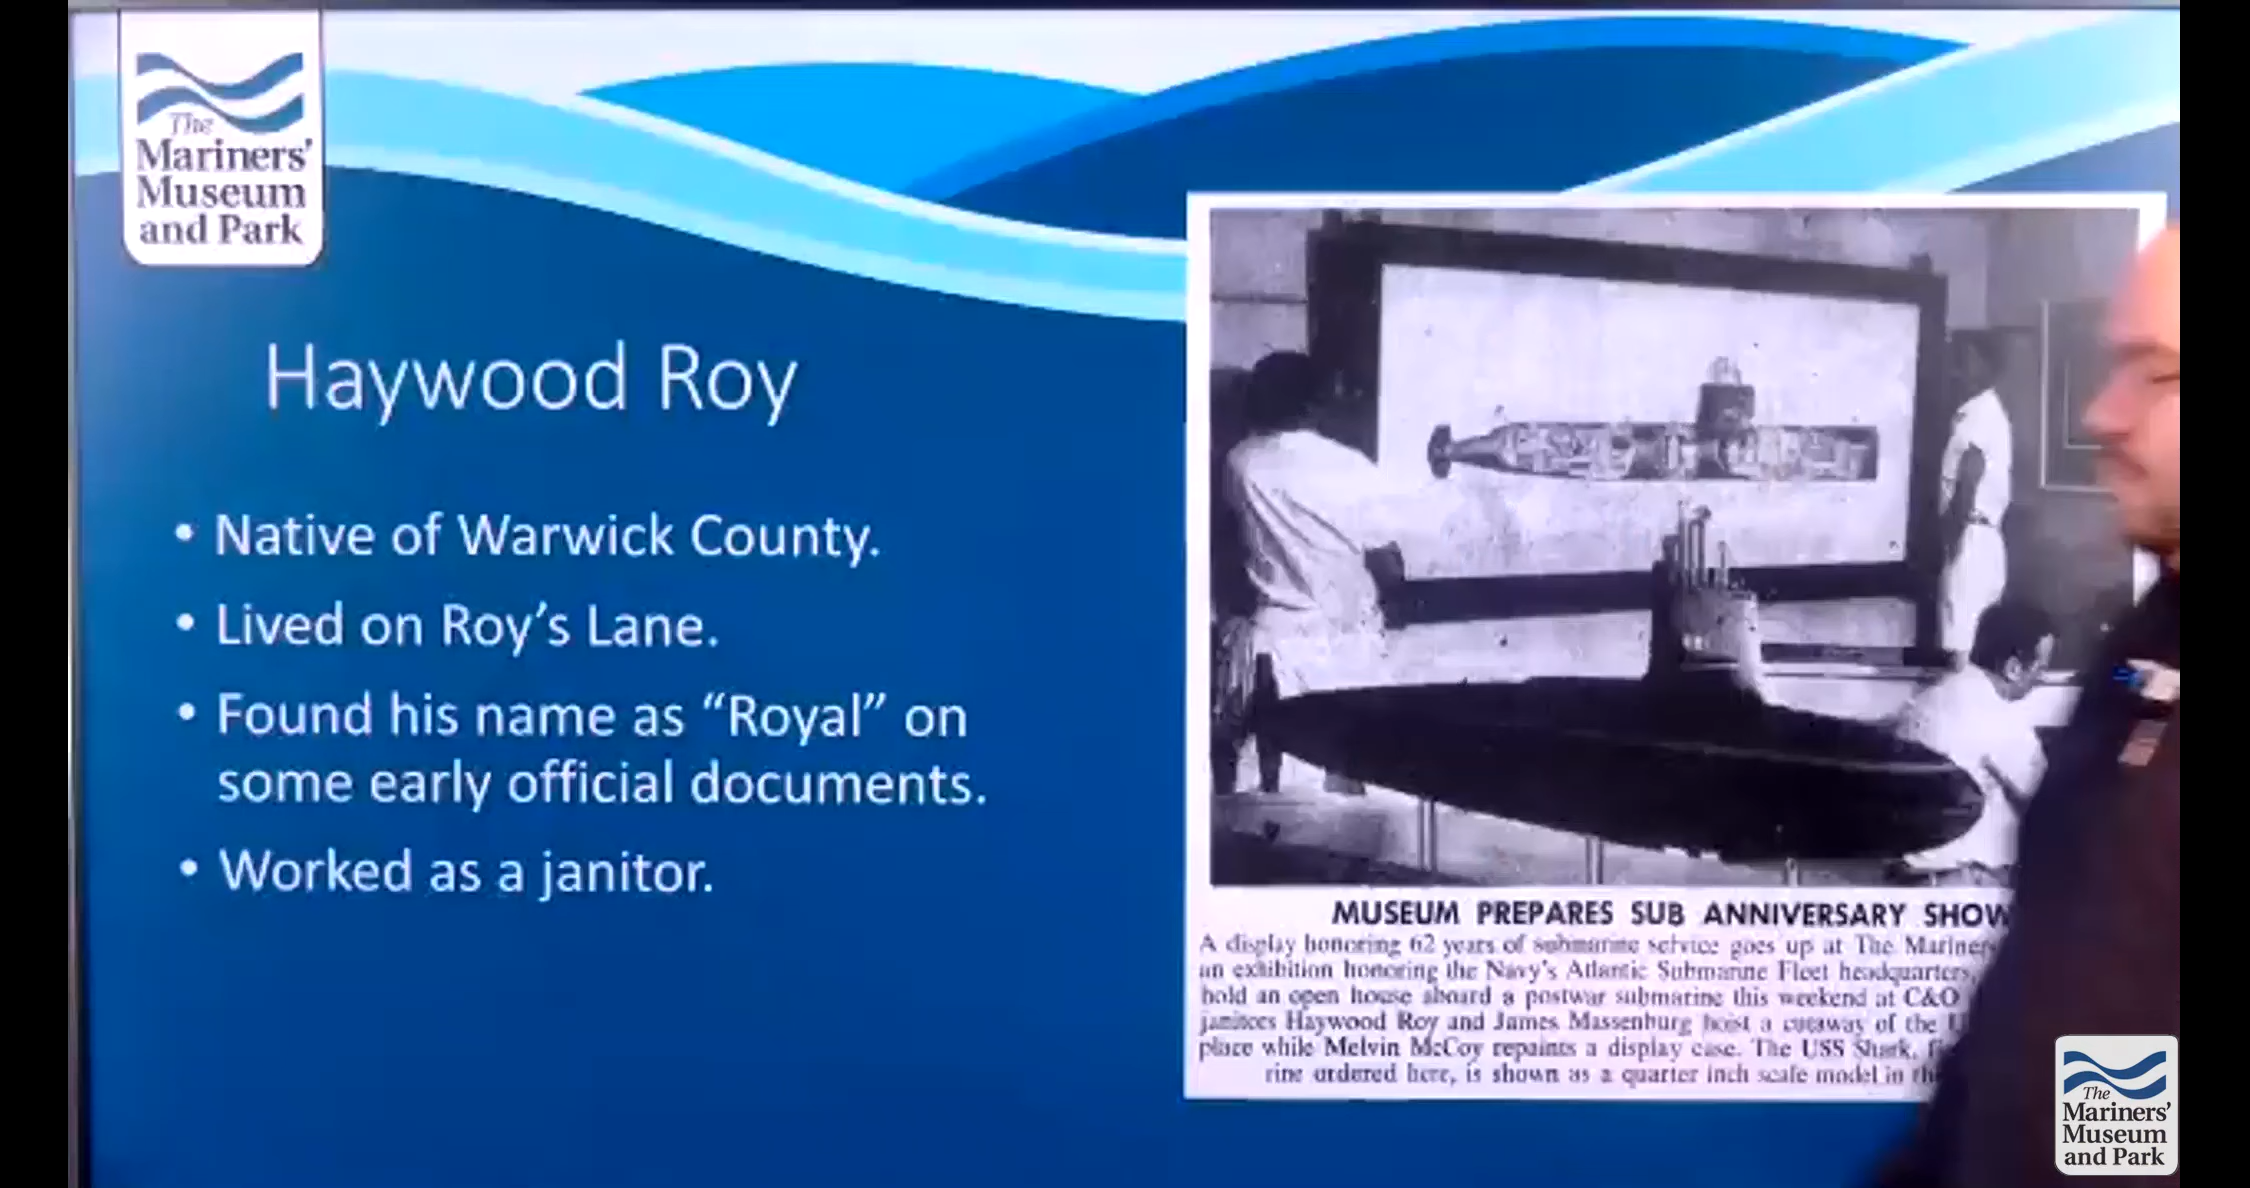 The
Mariners'
Museum
and Park
Haywood Roy
• Native of Warwick County.
• Lived on Roy's Lane.
• Found his name as “Royal” on
some early official documents.
• Worked as a janitor.
MUSEUM PREPARES SUB ANNIVERSARY SHOW
A display honoring 62 years of submarine service goes up at The Mariners
an exhibition honoring the Navy's Atlantic Submarine Fleet headquarters,
hold an open house aboard a postwar submarine this weekend at C&O
janitors Haywood Roy and James Massenburg hoist a cutaway of the
place while Melvin McCoy repaints a display case. The USS Shark,
rine ordered here, is shown as a quarter inch scale model in
The
Mariners'
Museum
and Park